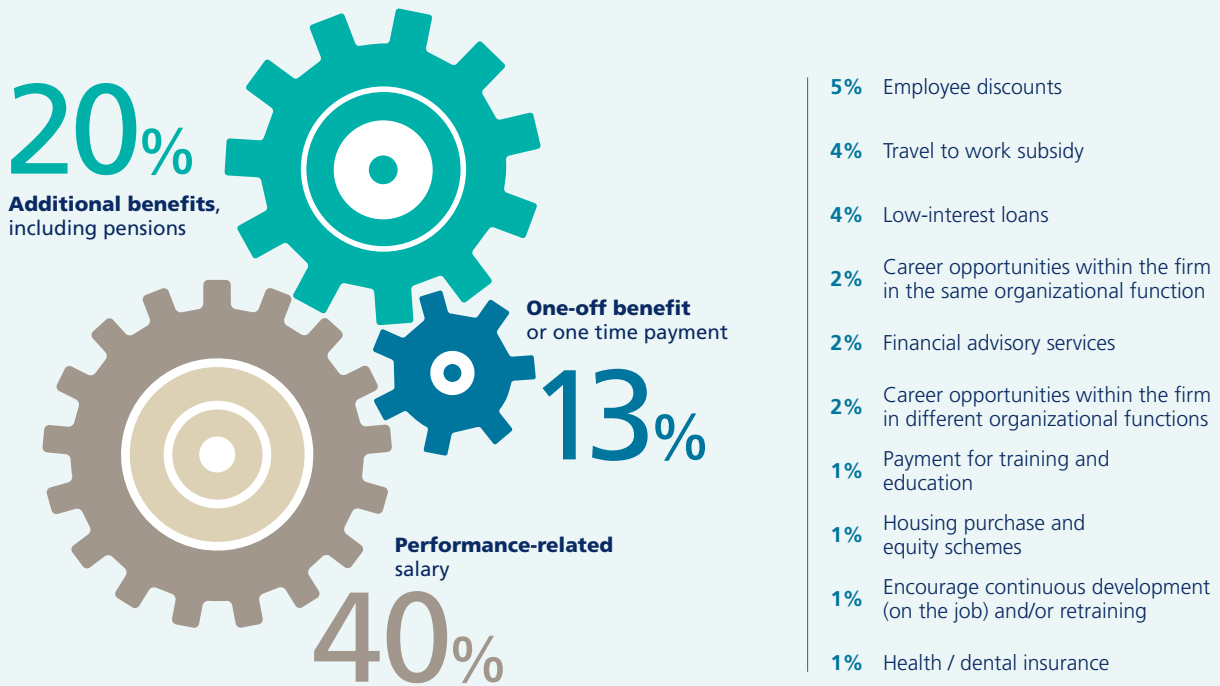 20%
Additional benefits,
including pensions
One-off benefit
or one time payment
13%
Performance-related
salary
40%
5% Employee discounts
4% Travel to work subsidy
4% Low-interest loans
2% Career opportunities within the firm
in the same organizational function
2% Financial advisory services
2% Career opportunities within the firm
in different organizational functions
1% Payment for training and
education
1% Housing purchase and
equity schemes
1% Encourage continuous development
(on the job) and/or retraining
1% Health / dental insurance